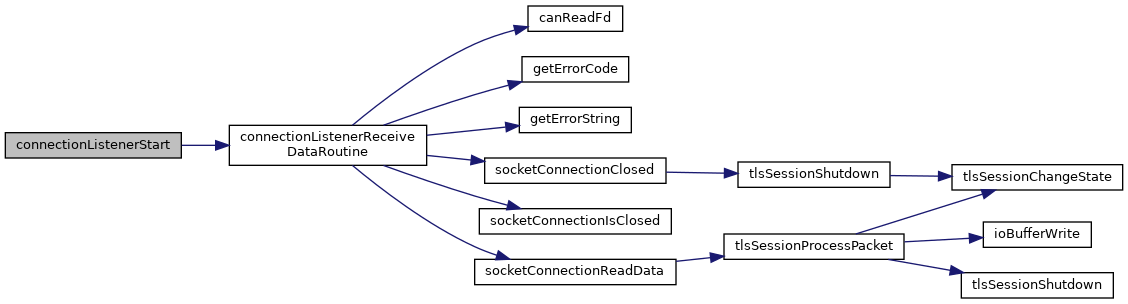 connectionListenerStart
connectionListenerReceive
DataRoutine
canReadFd
getErrorCode
getErrorString
socketConnectionClosed
socketConnectionIsClosed
socketConnectionReadData
tlsSessionShutdown
tlsSessionProcessPacket
tlsSessionChangeState
ioBufferWrite
tlsSessionShutdown